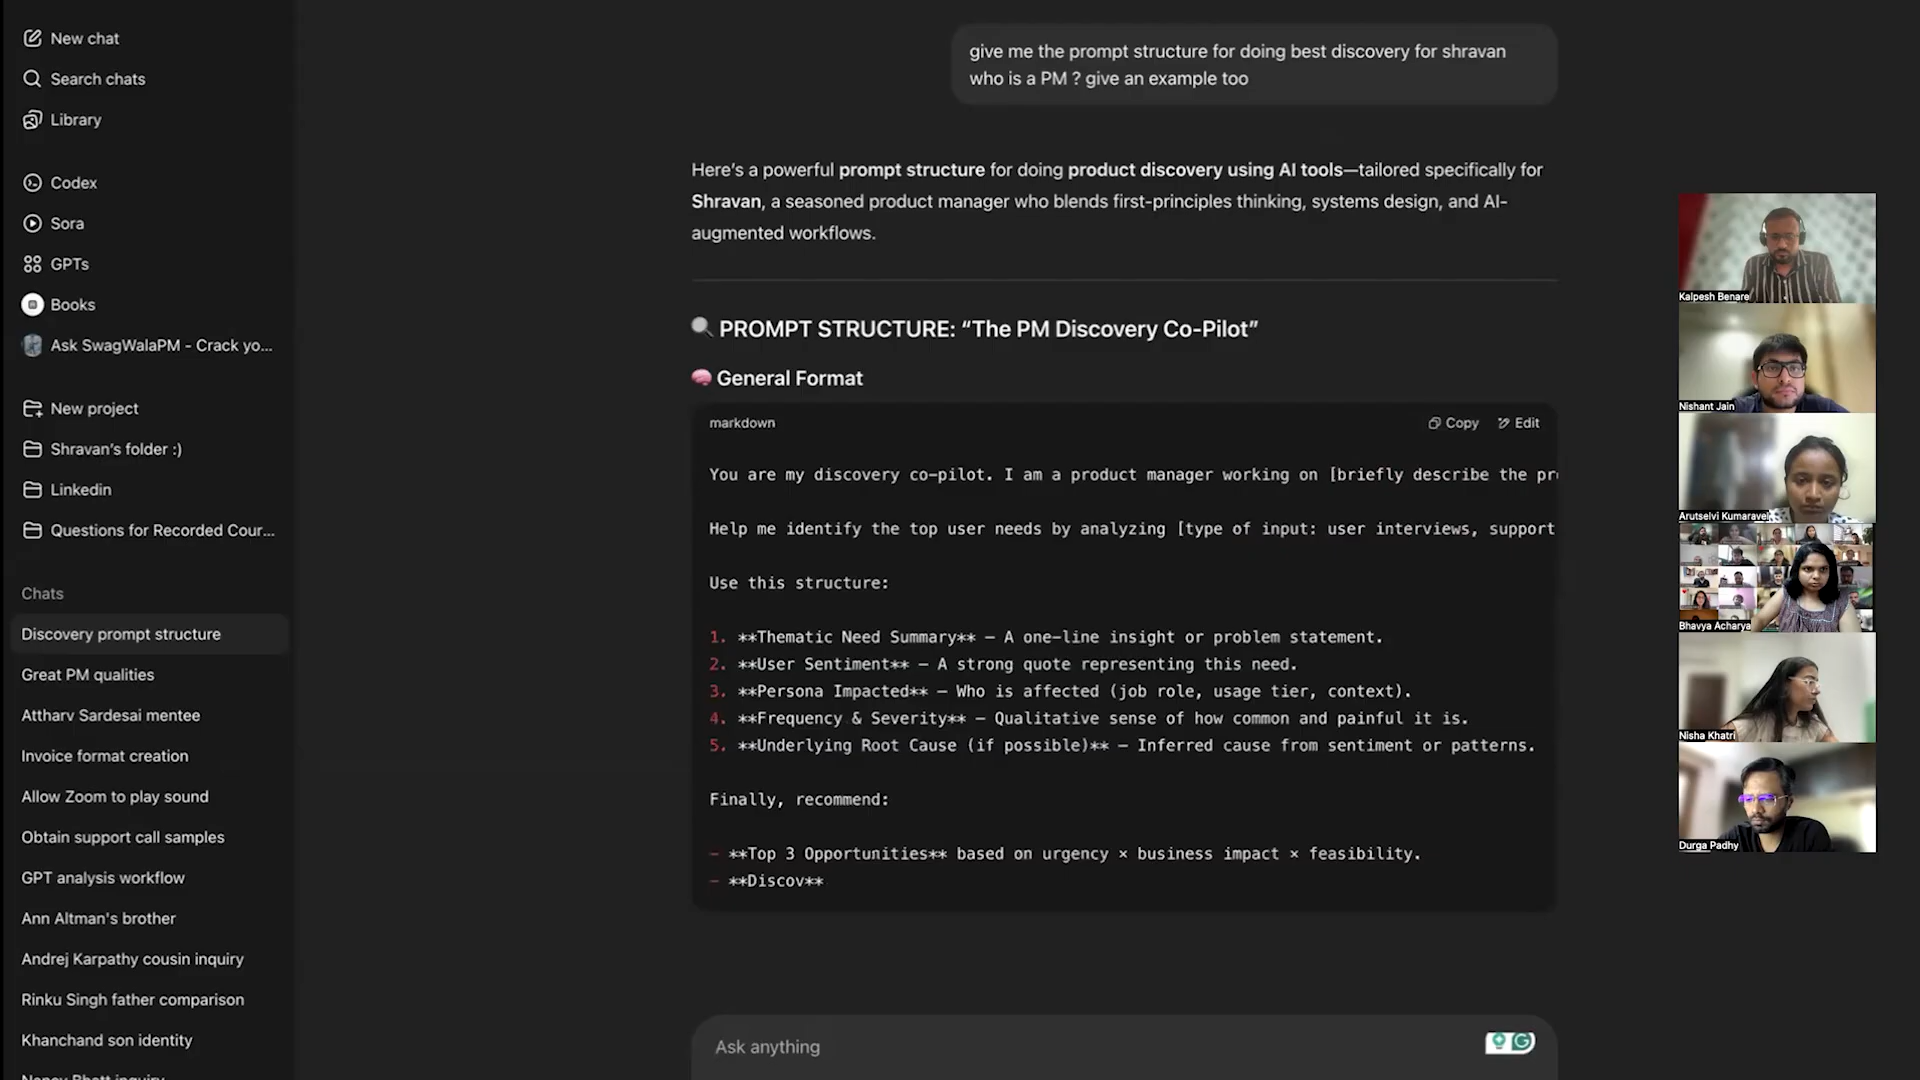 New chat
Search chats
Library
Codex
Sora
GPTs
Books
Ask SwagWalaPM - Crack yo...
New project
Shravan's folder :)
Linkedin
Questions for Recorded Cour...
Chats
Discovery prompt structure
Great PM qualities
Attharv Sardesai mentee
Invoice format creation
Allow Zoom to play sound
Obtain support call samples
GPT analysis workflow
Ann Altman's brother
Andrej Karpathy cousin inquiry
Rinku Singh father comparison
Khanchand son identity
give me the prompt structure for doing best discovery for shravan
who is a PM ? give an example too
Here's a powerful prompt structure for doing product discovery using AI tools—tailored specifically for
Shravan, a seasoned product manager who blends first-principles thinking, systems design, and AI-
augmented workflows.
PROMPT STRUCTURE: “The PM Discovery Co-Pilot”
General Format
markdown
Copy
Edit
You are my discovery co-pilot. I am a product manager working on [briefly describe the pr
Help me identify the top user needs by analyzing [type of input: user interviews, support
Use this structure:
1. **Thematic Need Summary** – A one-line insight or problem statement.
2. **User Sentiment** – A strong quote representing this need.
3. **Persona Impacted** – Who is affected (job role, usage tier, context).
4. **Frequency & Severity** – Qualitative sense of how common and painful it is.
5. **Underlying Root Cause (if possible)** – Inferred cause from sentiment or patterns.
Finally, recommend:
- **Top 3 Opportunities** based on urgency × business impact × feasibility.
- **Discov**
Ask anything
Kalpesh Benare
Nishant Jain
Arutselvi Kumaravel
Bhavya Acharya
Nisha Khatri
Durga Padhy